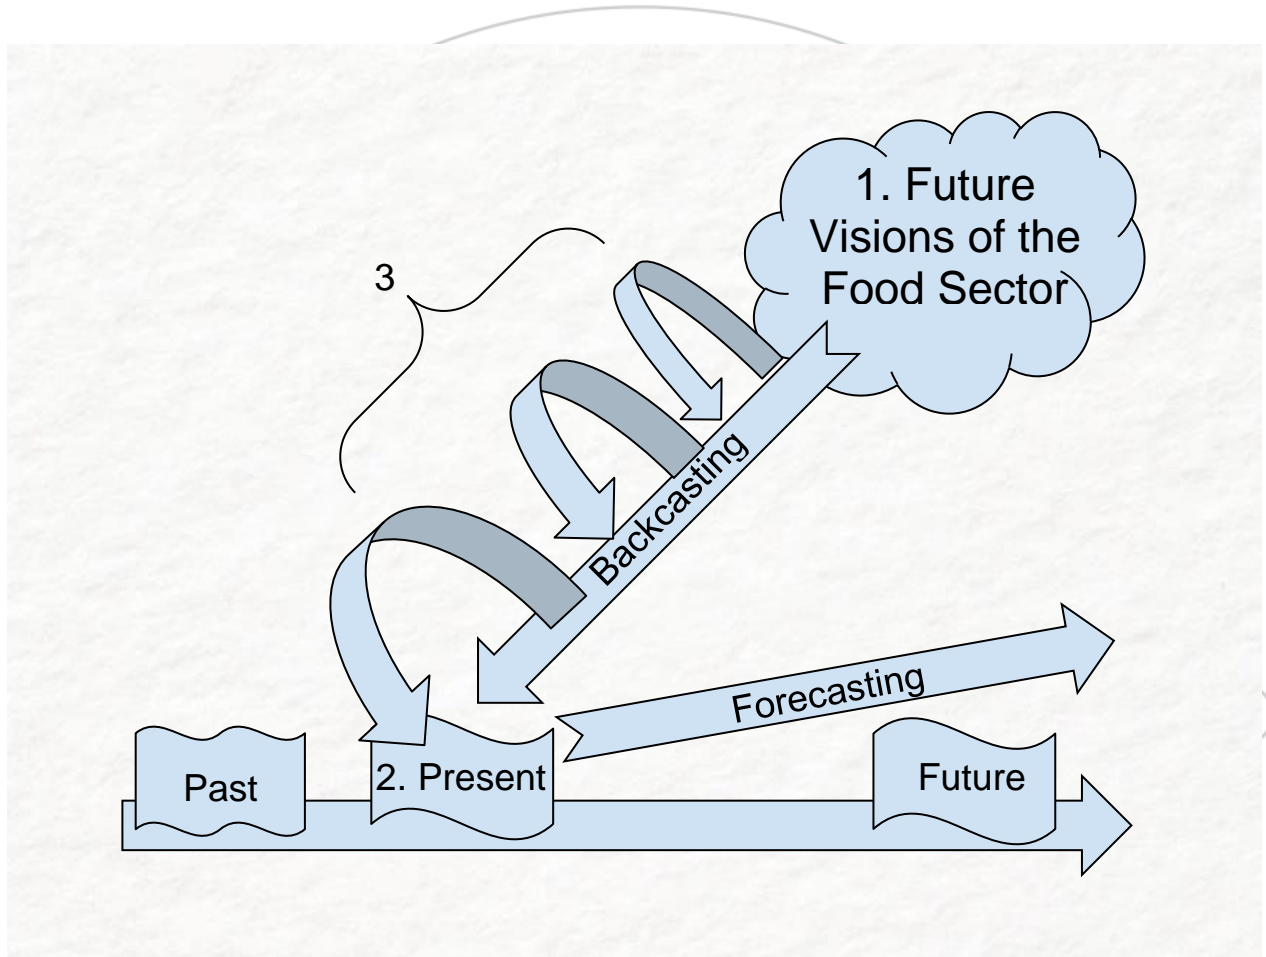 1. Future
Visions of the
Food Sector
3
Backcasting
Forecasting
Past
2. Present
Future